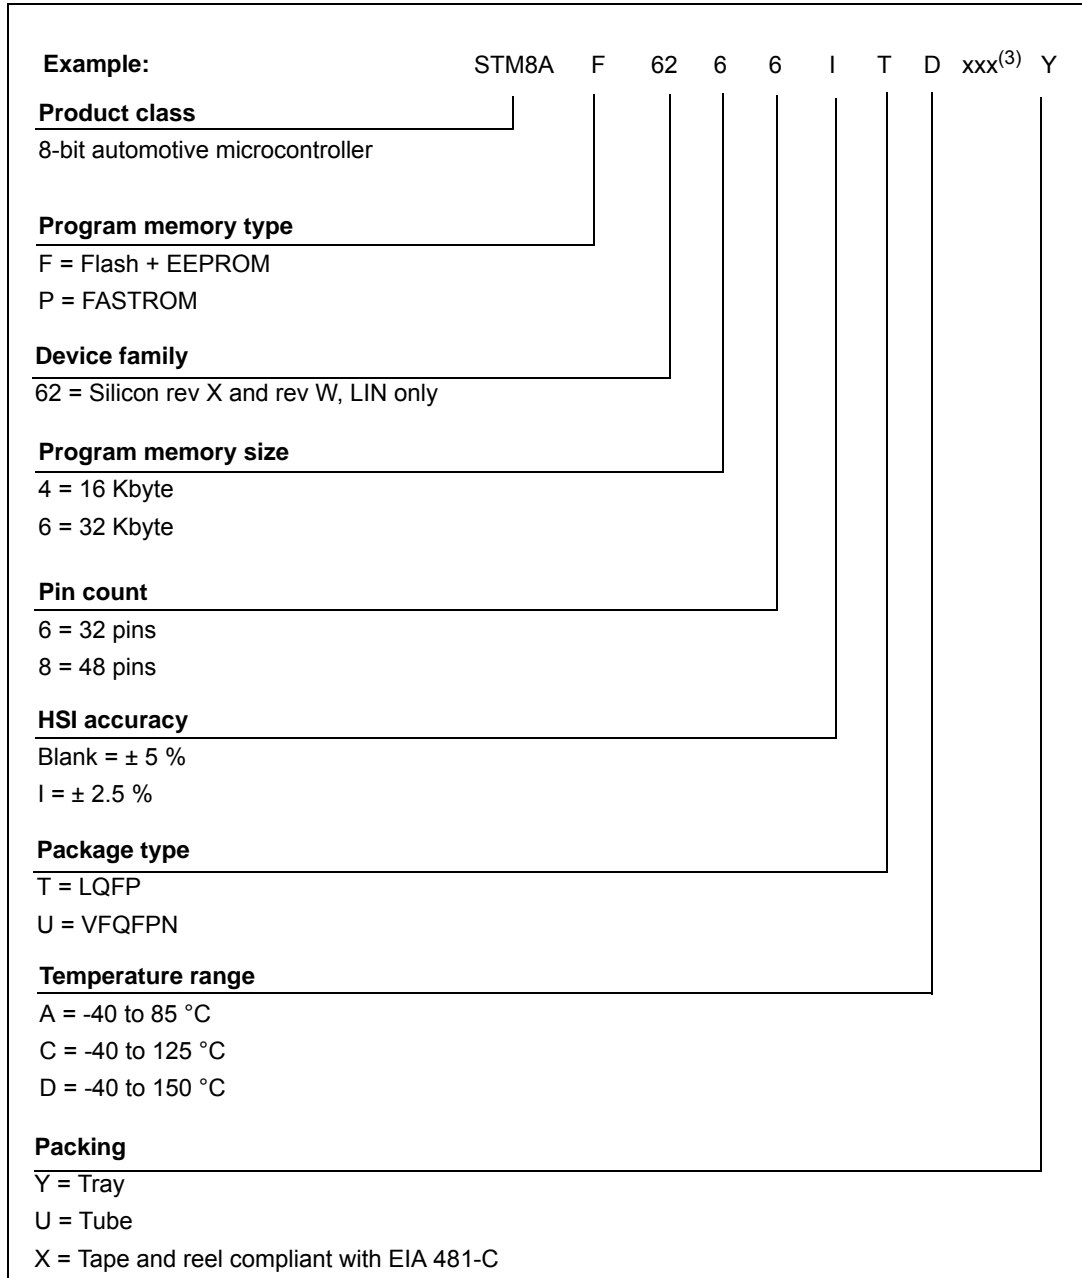 Example: STM8A F 62 6 6 I T D xxx(3) Y
Product class
8-bit automotive microcontroller
Program memory type
F = Flash + EEPROM
P = FASTROM
Device family
62 = Silicon rev X and rev W, LIN only
Program memory size
4 = 16 Kbyte
6 = 32 Kbyte
Pin count
6 = 32 pins
8 = 48 pins
HSI accuracy
Blank = ± 5 %
I = ± 2.5 %
Package type
T = LQFP
U = VFQFPN
Temperature range
A = -40 to 85 °C
C = -40 to 125 °C
D = -40 to 150 °C
Packing
Y = Tray
U = Tube
X = Tape and reel compliant with EIA 481-C